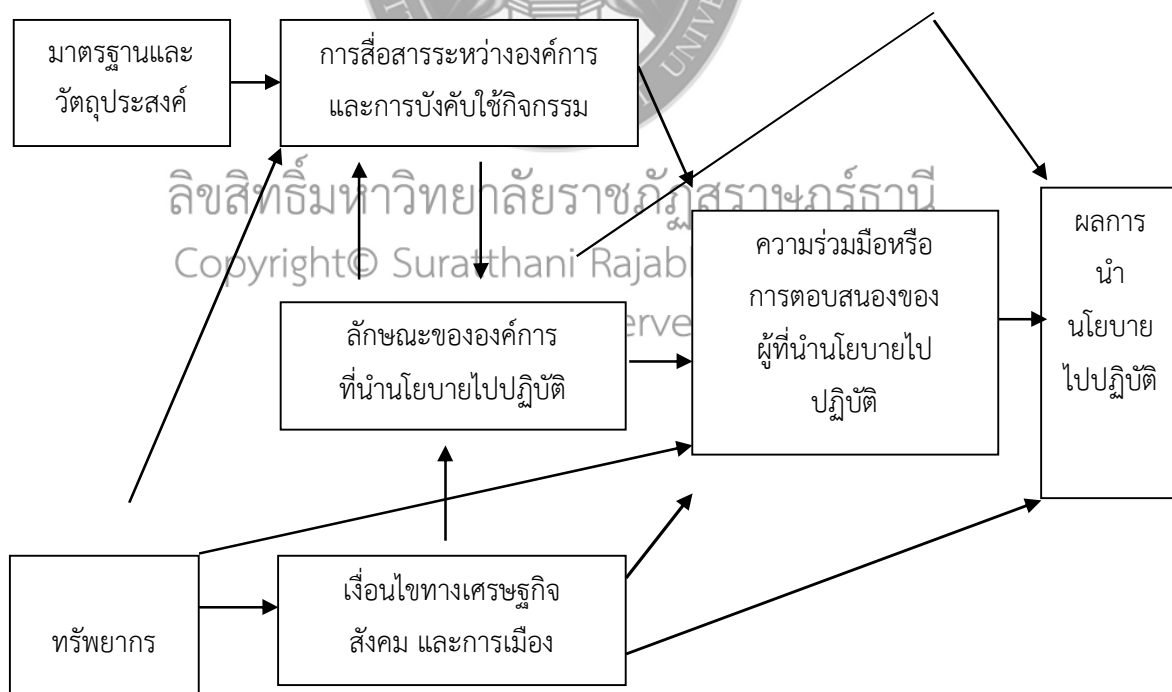 มาตรฐานและ
วัตถุประสงค์
การสื่อสารระหว่างองค์การ
และการบังคับใช้กิจกรรม
ลิขสิทธิ์มหาวิทยาลัยราชภัฏสุราษฎร์ธานี
Copyright© Suratthani Rajab
erve
ลักษณะขององค์การ
ที่นำนโยบายไปปฏิบัติ
ความร่วมมือหรือ
การตอบสนองของ
ผู้ที่นำนโยบายไป
ปฏิบัติ
ผลการ
นำ
นโยบาย
ไปปฏิบัติ
ทรัพยากร
เงื่อนไขทางเศรษฐกิจ
สังคม และการเมือง